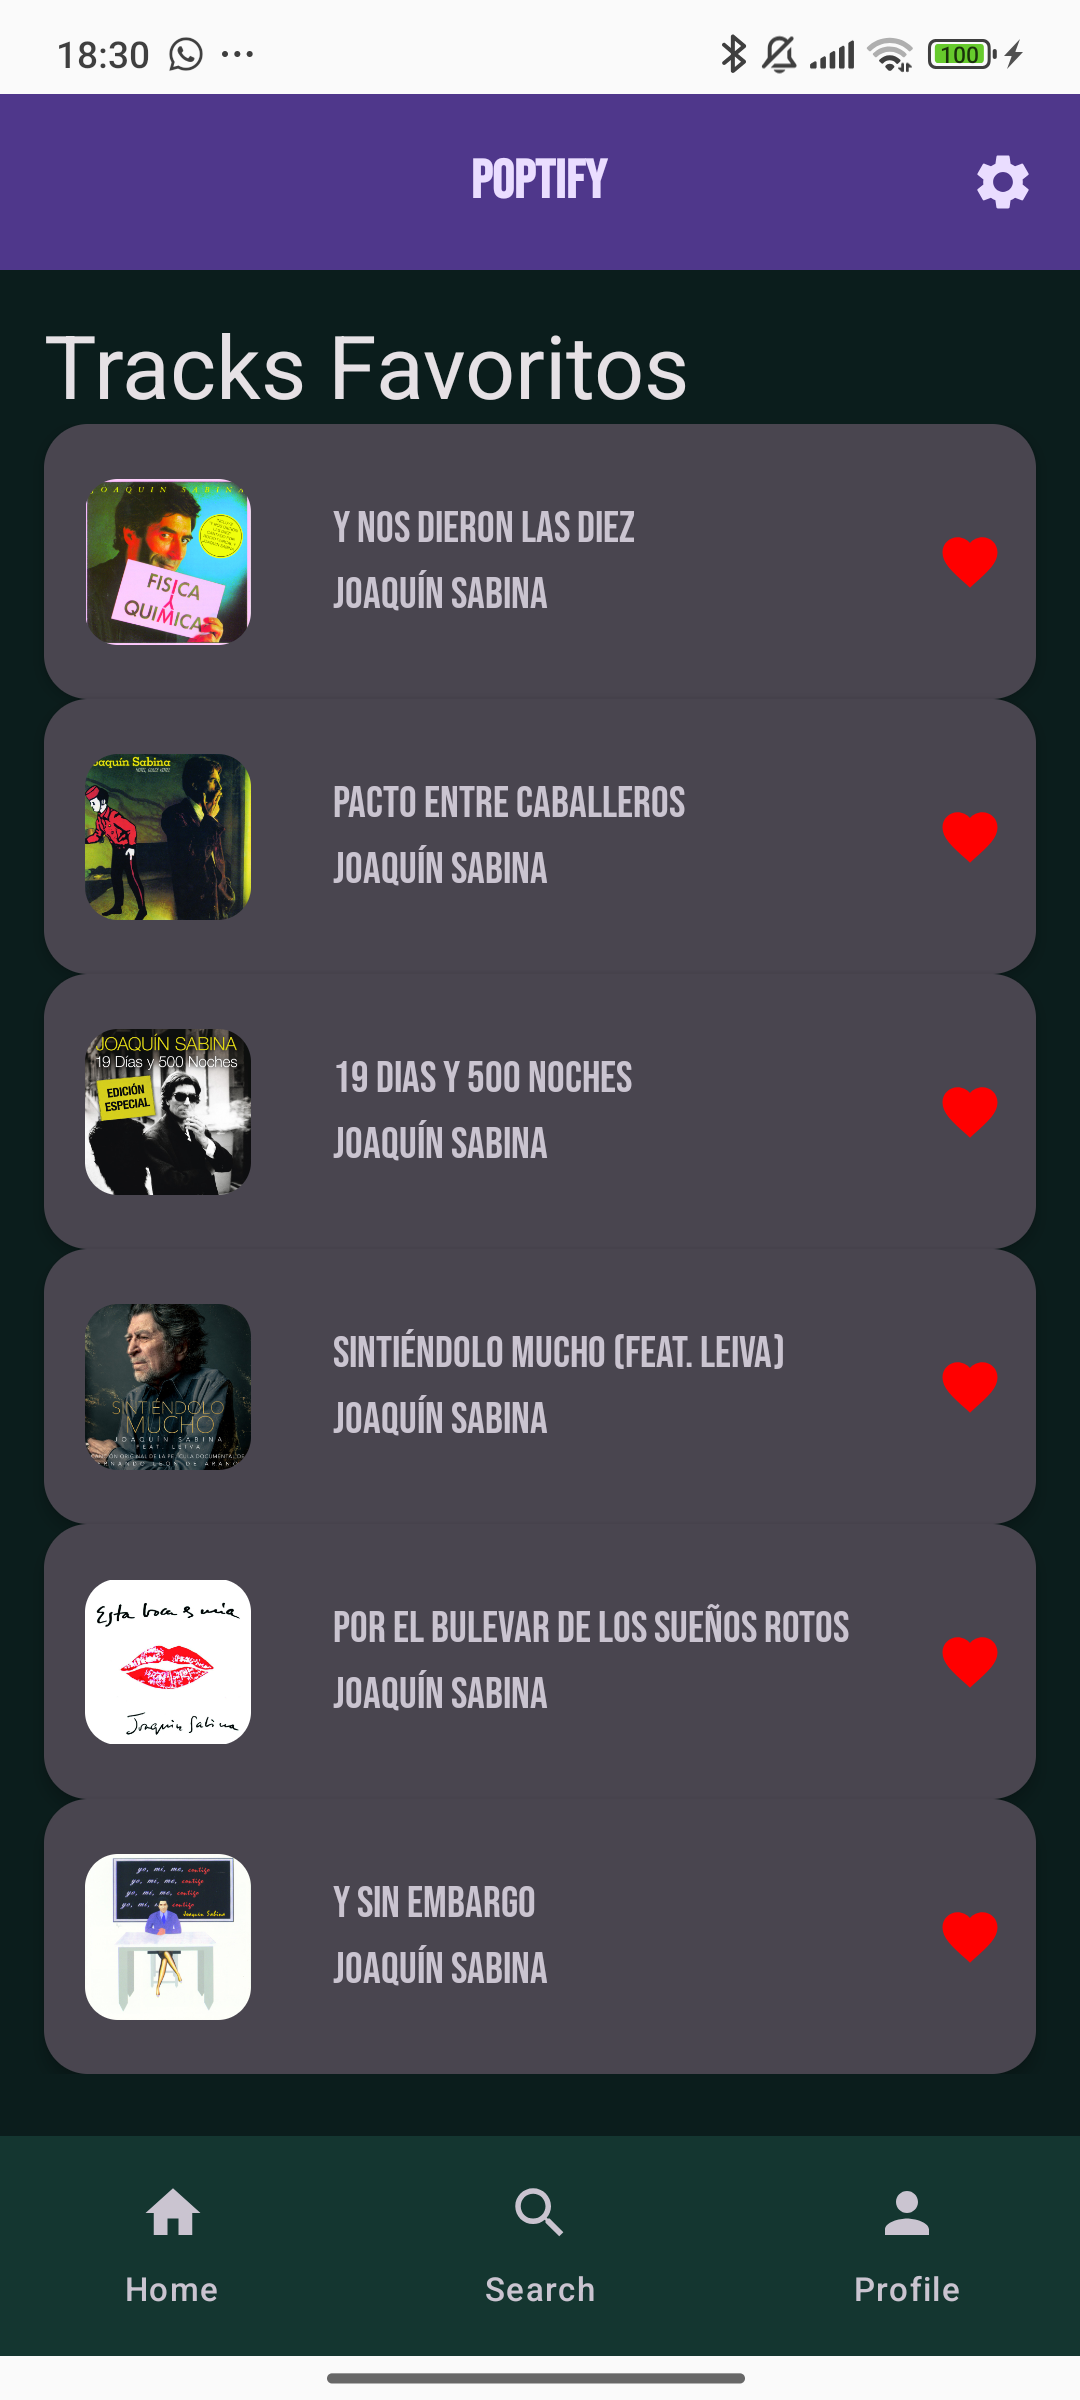 18:30
100
POPTIFY
Tracks Favoritos
JOAQUIN SABINA
FISICA
Y
QUIMICA
Y NOS DIERON LAS DIEZ
JOAQUÍN SABINA
aquín Sabina
PACTO ENTRE CABALLEROS
JOAQUÍN SABINA
JOAQUÍN SABINA
19 Días y 500 Noches
EDICIÓN
ESPECIAL
19 DIAS Y 500 NOCHES
JOAQUÍN SABINA
SINTIÉNDOLO
MUCHO
JOAQUÍN SABINA
FEAT. LEIVA
SINTIÉNDOLO MUCHO (FEAT. LEIVA)
JOAQUÍN SABINA
Esta boca es mía
Joaquín Sabina
POR EL BULEVAR DE LOS SUEÑOS ROTOS
JOAQUÍN SABINA
yo, mi, me, contigo
yo, mi, me, contigo
yo, mi, me, contigo
yo, mi, contigo
Joaquín Sabina
Y SIN EMBARGO
JOAQUÍN SABINA
Home
Search
Profile